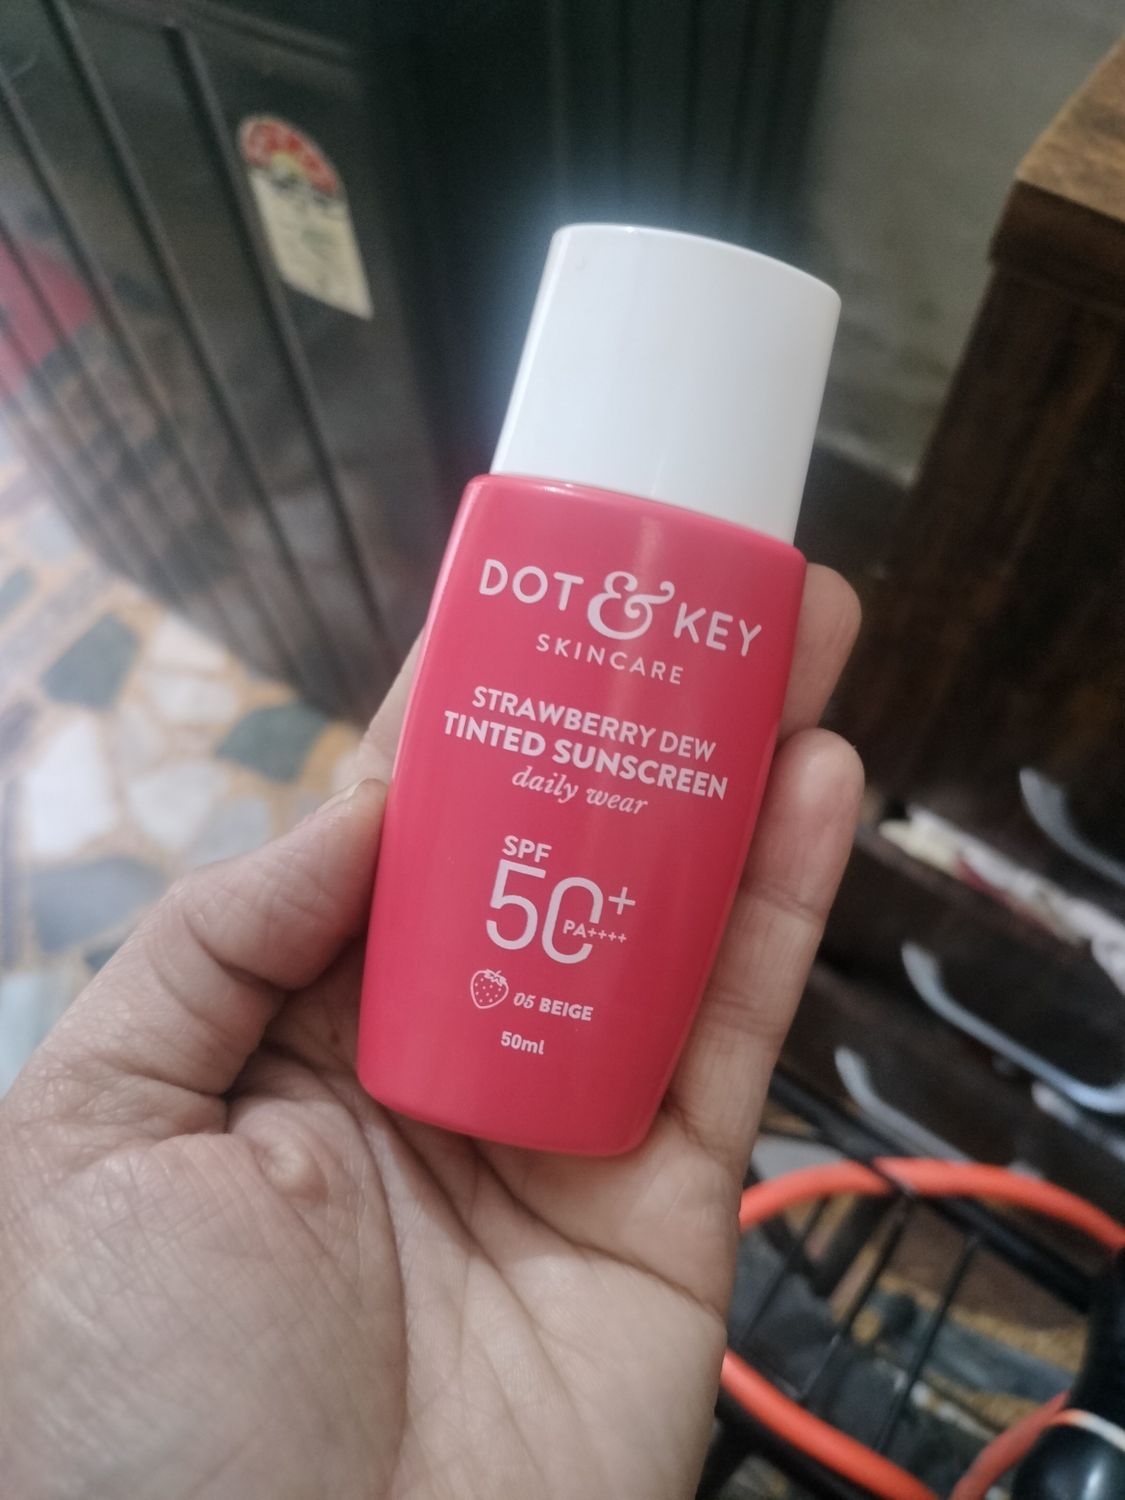 DOT & KEY
SKINCARE
STRAWBERRY DEW
TINTED SUNSCREEN
daily wear
SPF
50+
PA++++
05 BEIGE
50ml